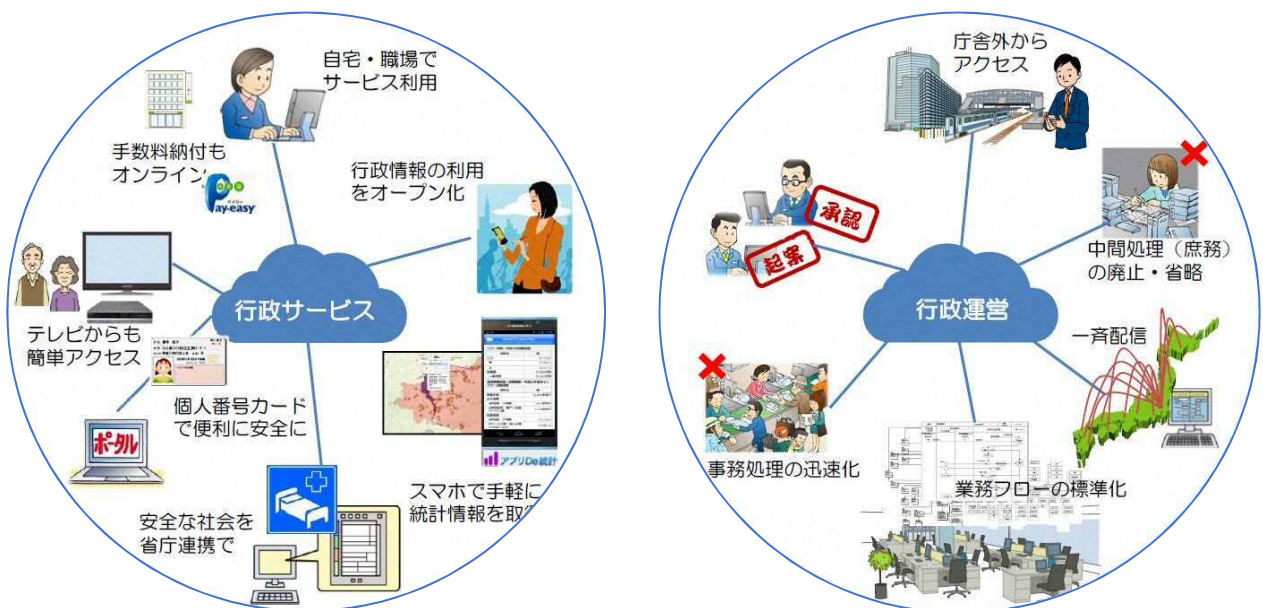 自宅・職場で
サービス利用
手数料納付も
オンライン
Pay-easy
行政情報の利用
をオープン化
行政サービス
テレビからも
簡単アクセス
個人番号カード
で便利に安全に
ポータル
アプリDe統計
スマホで手軽に
統計情報を取得
安全な社会を
省庁連携で
庁舎外から
アクセス
承認
起案
中間処理（庶務）
の廃止・省略
行政運営
一斉配信
事務処理の迅速化
業務フローの標準化